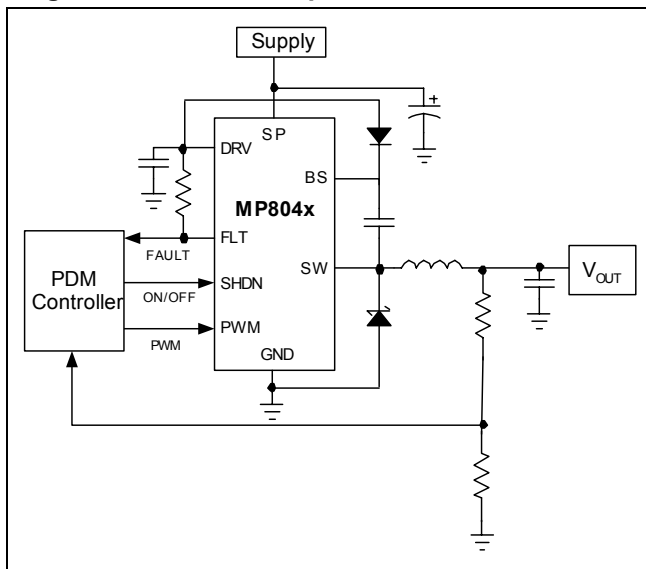 Supply
+
SP
DRV
BS
MP804x
FLT
FAULT
SW
V_OUT
PDM
Controller
SHDN
ON/OFF
PWM
PWM
GND